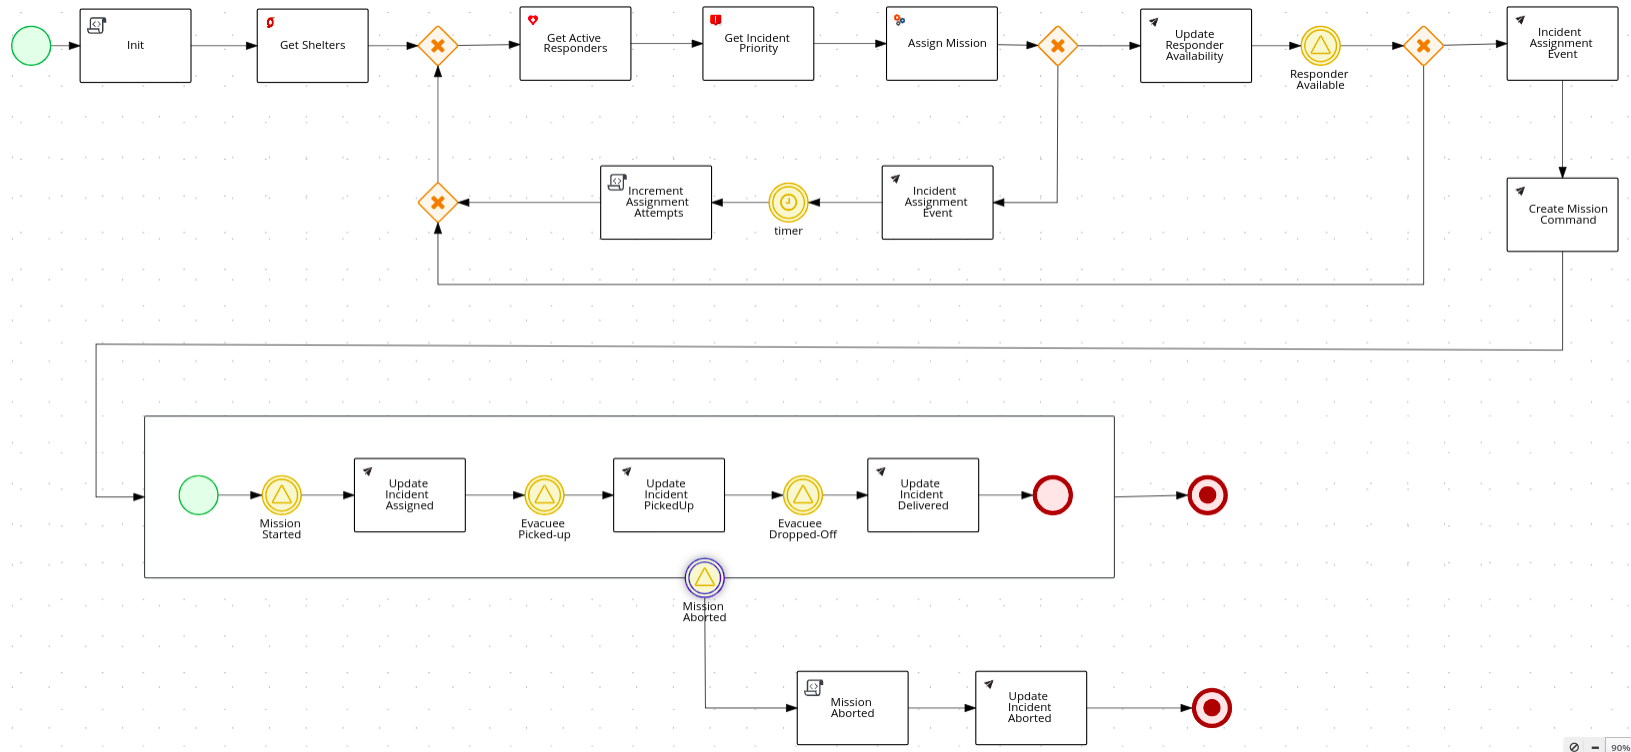 Init
Get Shelters
Get Active
Responders
Get Incident
Priority
Assign Mission
Update
Responder
Availability
Responder
Available
Incident
Assignment
Event
Increment
Assignment
Attempts
timer
Incident
Assignment
Event
Create Mission
Command
Mission
Started
Update
Incident
Assigned
Evacuee
Picked-up
Update
Incident
PickedUp
Evacuee
Dropped-Off
Update
Incident
Delivered
Mission
Aborted
Mission
Aborted
Update
Incident
Aborted
90%